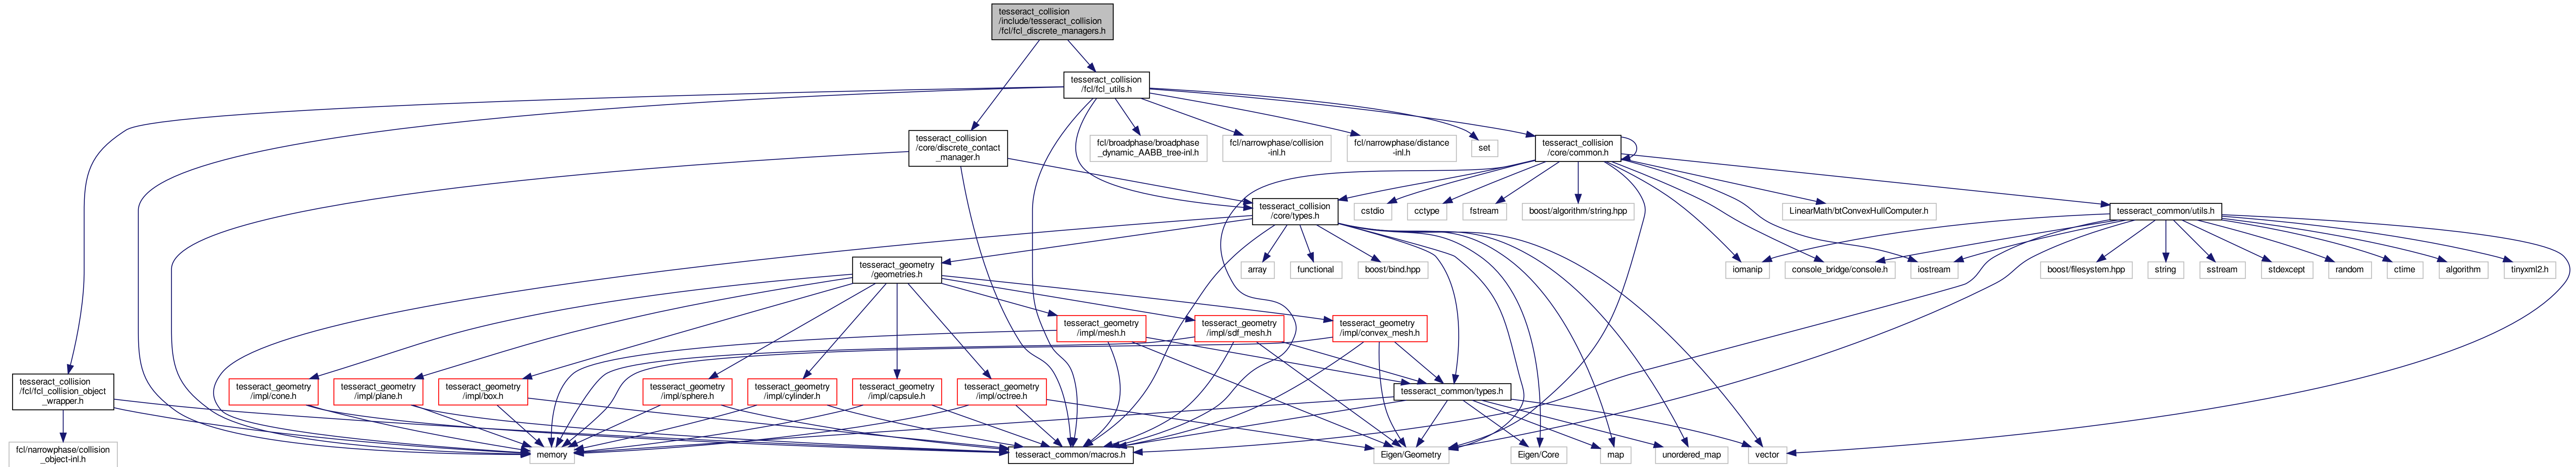 tesseract_collision
/include/tesseract_collision
/fcl/fcl_discrete_managers.h
tesseract_collision
/fcl/fcl_utils.h
tesseract_collision
/core/discrete_contact
_manager.h
fcl/broadphase/broadphase
_dynamic_AABB_tree-inl.h
fcl/narrowphase/collision
-inl.h
fcl/narrowphase/distance
-inl.h
set
tesseract_collision
/core/common.h
tesseract_collision
/core/types.h
cstdio
cctype
fstream
boost/algorithm/string.hpp
LinearMath/btConvexHullComputer.h
tesseract_common/utils.h
tesseract_geometry
/geometries.h
array
functional
boost/bind.hpp
iomanip
console_bridge/console.h
iostream
boost/filesystem.hpp
string
sstream
stdexcept
random
ctime
algorithm
tinyxml2.h
tesseract_geometry
/impl/mesh.h
tesseract_geometry
/impl/sdf_mesh.h
tesseract_geometry
/impl/convex_mesh.h
tesseract_collision
/fcl/fcl_collision_object
_wrapper.h
tesseract_geometry
/impl/cone.h
tesseract_geometry
/impl/plane.h
tesseract_geometry
/impl/box.h
tesseract_geometry
/impl/sphere.h
tesseract_geometry
/impl/cylinder.h
tesseract_geometry
/impl/capsule.h
tesseract_geometry
/impl/octree.h
tesseract_common/types.h
fcl/narrowphase/collision
_object-inl.h
memory
tesseract_common/macros.h
Eigen/Geometry
Eigen/Core
map
unordered_map
vector